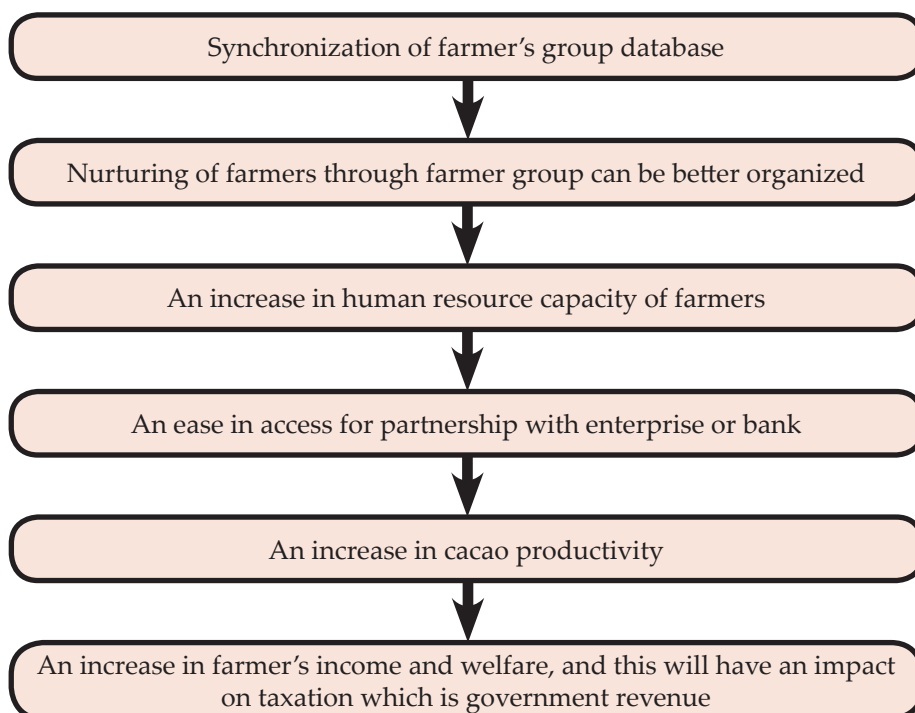 Synchronization of farmer’s group database
Nurturing of farmers through farmer group can be better organized
An increase in human resource capacity of farmers
An ease in access for partnership with enterprise or bank
An increase in cacao productivity
An increase in farmer’s income and welfare, and this will have an impact
on taxation which is government revenue